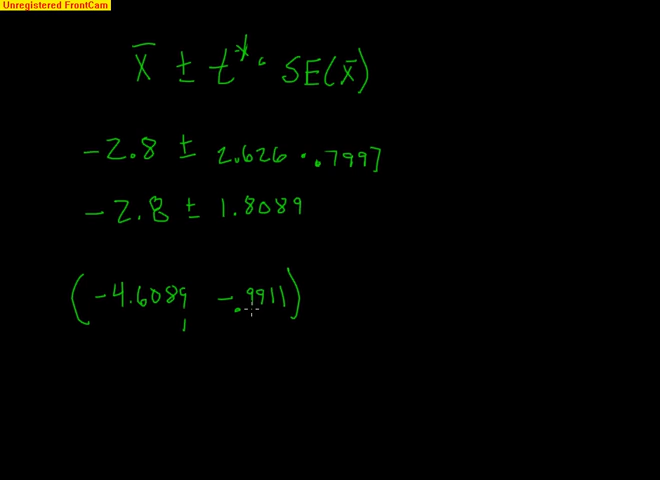 Unregistered FrontCam
x̄ ± t*· SE(x̄)
-2.8 ± 2.626 · .7997
-2.8 ± 1.8089
(-4.6089, -.9911)